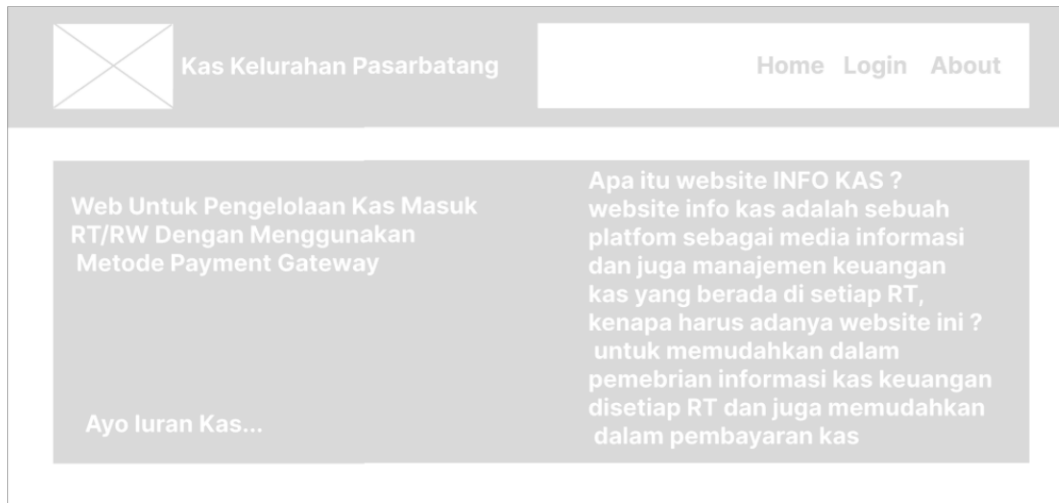 Kas Kelurahan Pasarbatang
Home Login About
Web Untuk Pengelolaan Kas Masuk
RT/RW Dengan Menggunakan
Metode Payment Gateway
Ayo Iuran Kas...
Apa itu website INFO KAS ?
website info kas adalah sebuah
platfom sebagai media informasi
dan juga manajemen keuangan
kas yang berada di setiap RT,
kenapa harus adanya website ini ?
untuk memudahkan dalam
pemebrian informasi kas keuangan
disetiap RT dan juga memudahkan
dalam pembayaran kas